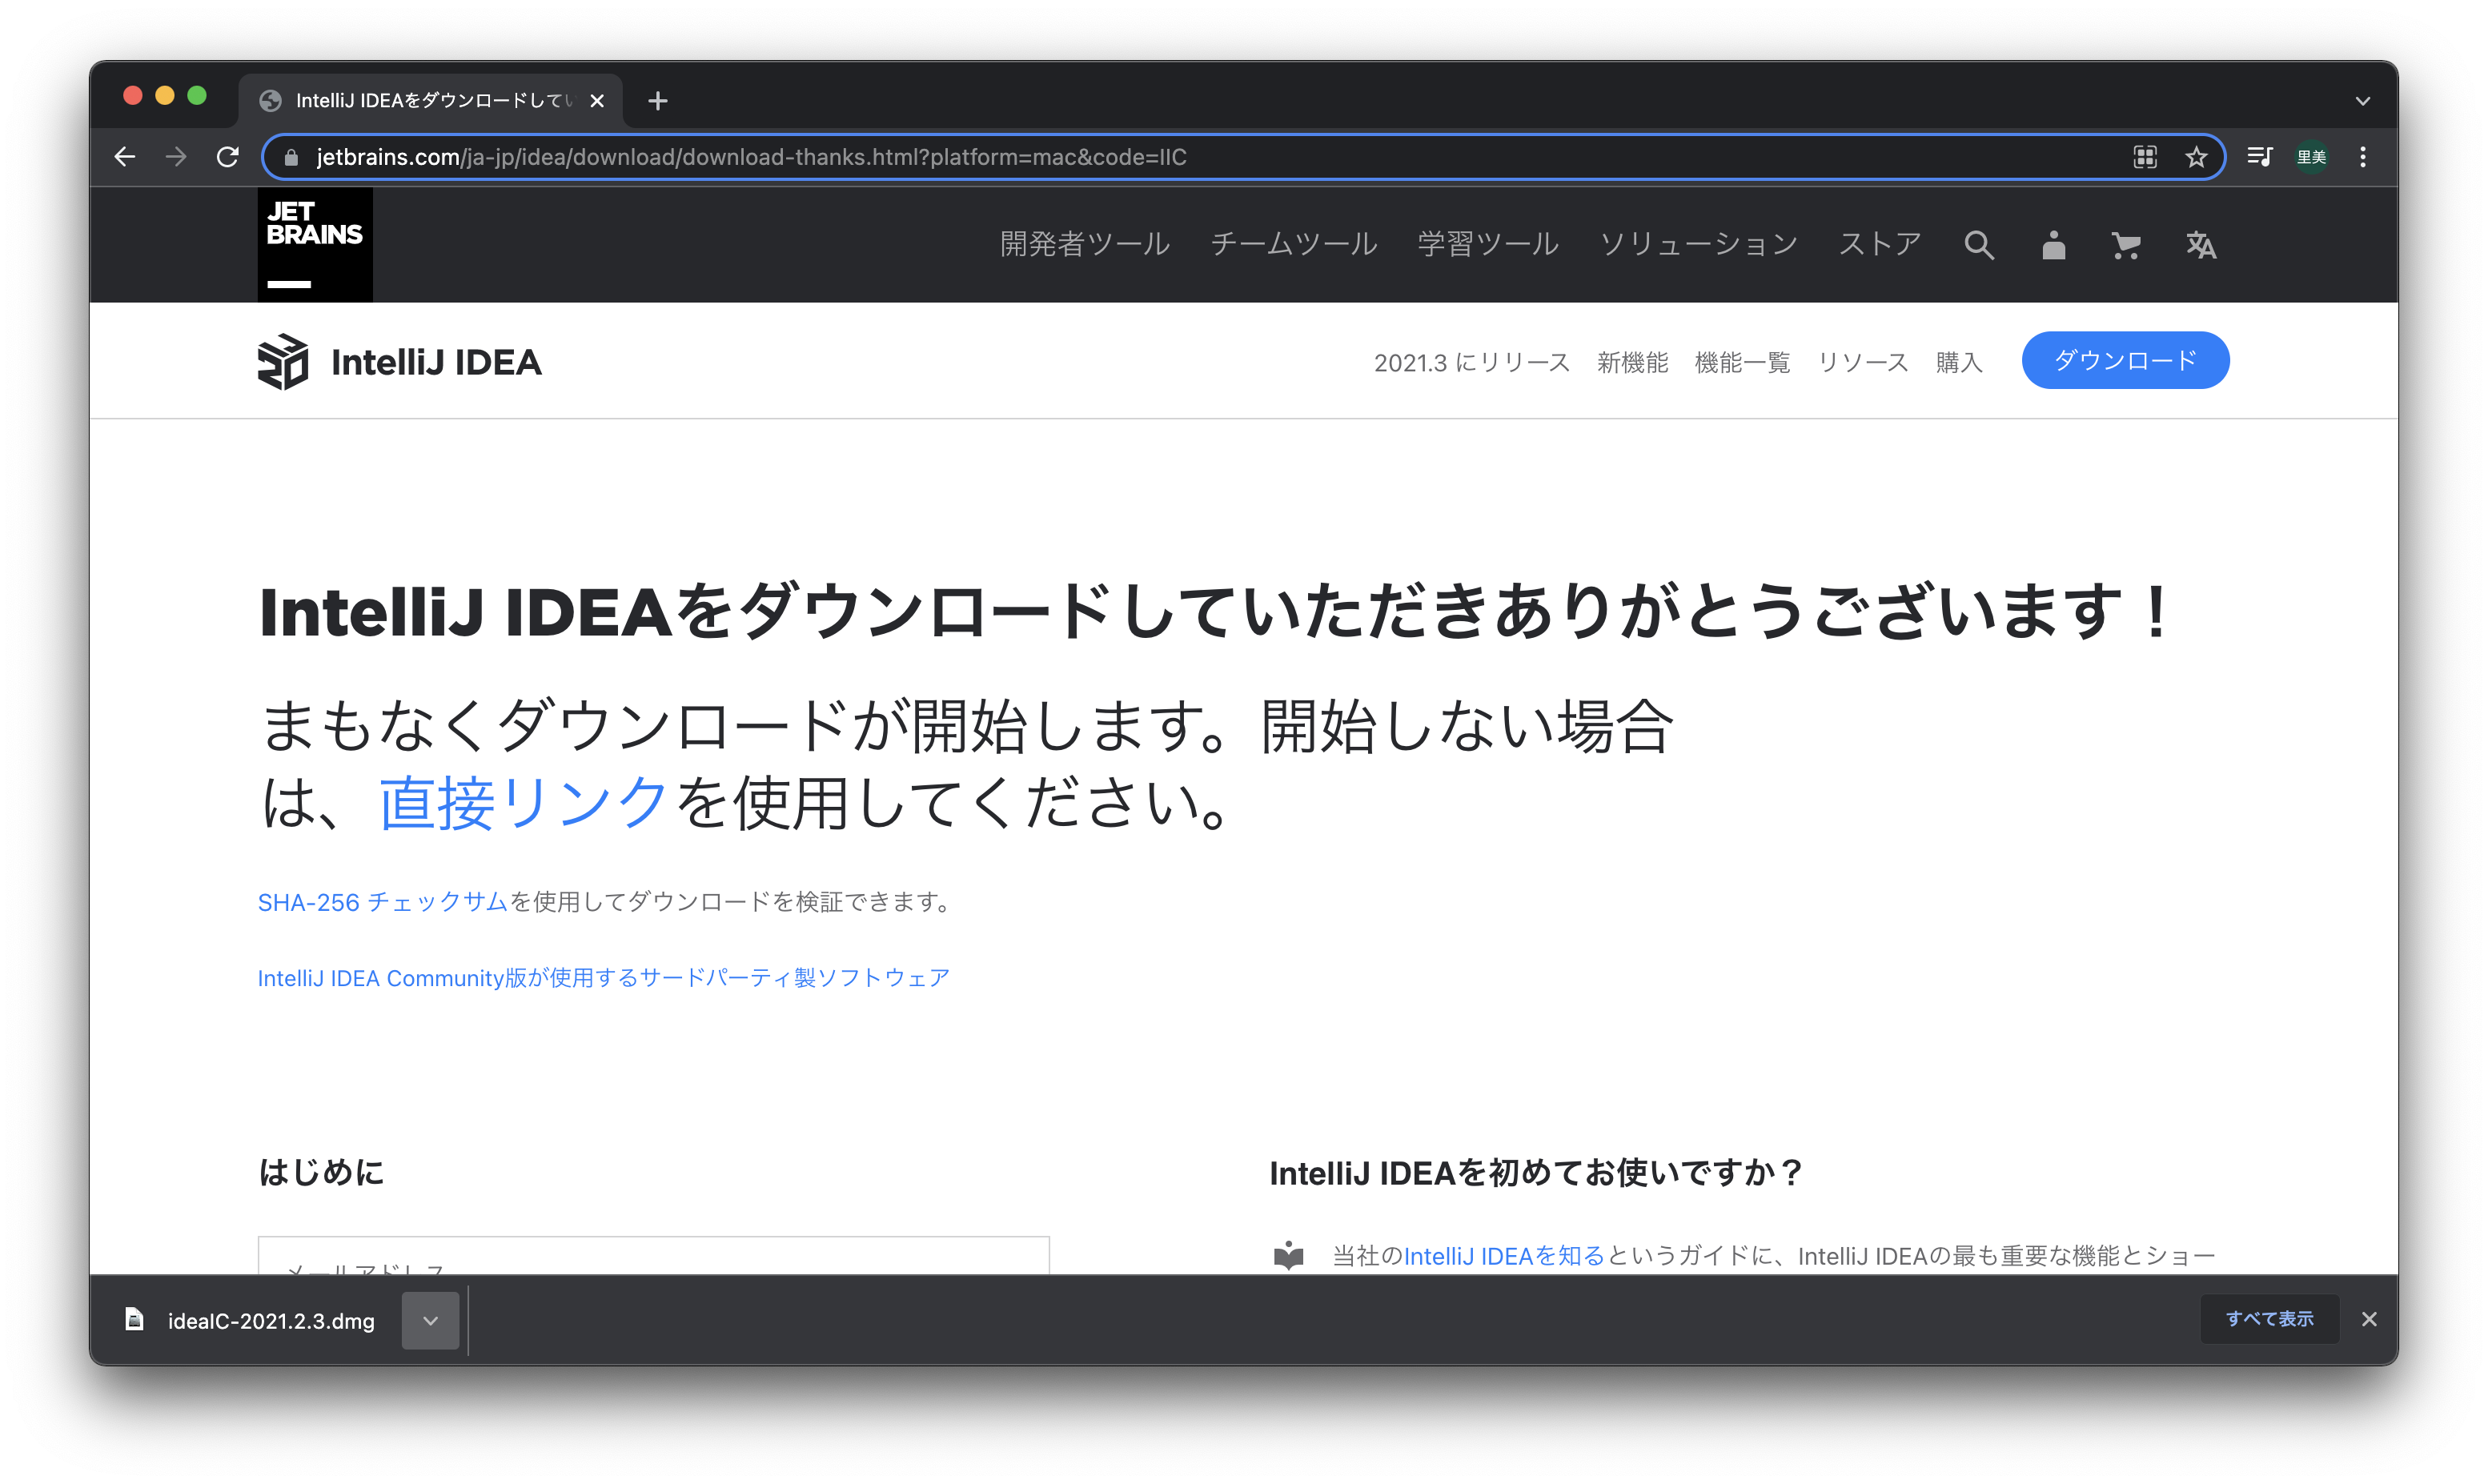 IntelliJ IDEAをダウンロードしてい
jetbrains.com/ja-jp/idea/download/download-thanks.html?platform=mac&code=IIC
里美
JET
BRAINS
開発者ツール チームツール 学習ツール ソリューション ストア
IntelliJ IDEA
2021.3 にリリース 新機能 機能一覧 リソース 購入 ダウンロード
IntelliJ IDEAをダウンロードしていただきありがとうございます！
まもなくダウンロードが開始します。開始しない場合
は、直接リンクを使用してください。
SHA-256 チェックサムを使用してダウンロードを検証できます。
IntelliJ IDEA Community版が使用するサードパーティ製ソフトウェア
はじめに
メールアドレス
IntelliJ IDEAを初めてお使いですか？
当社のIntelliJ IDEAを知るというガイドに、IntelliJ IDEAの最も重要な機能とショー
ideaIC-2021.2.3.dmg
すべて表示